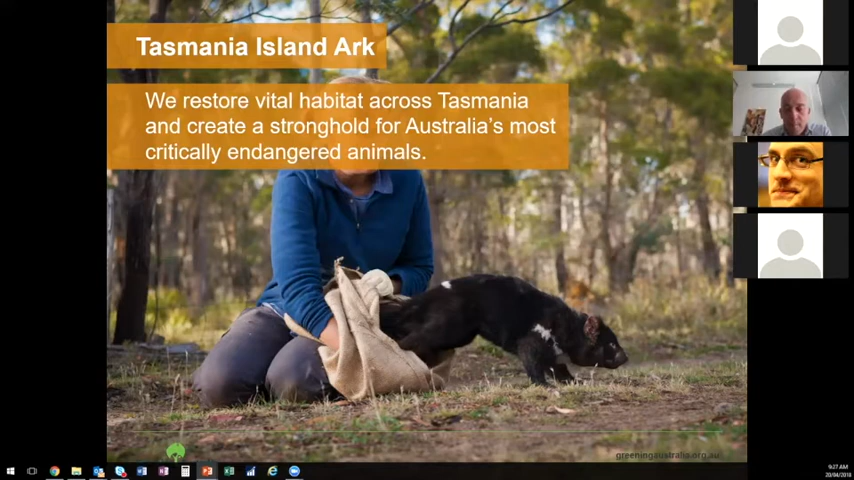 Tasmania Island Ark
We restore vital habitat across Tasmania
and create a stronghold for Australia's most
critically endangered animals.
greeningaustralia.org.au
9:27 AM
20/04/2018